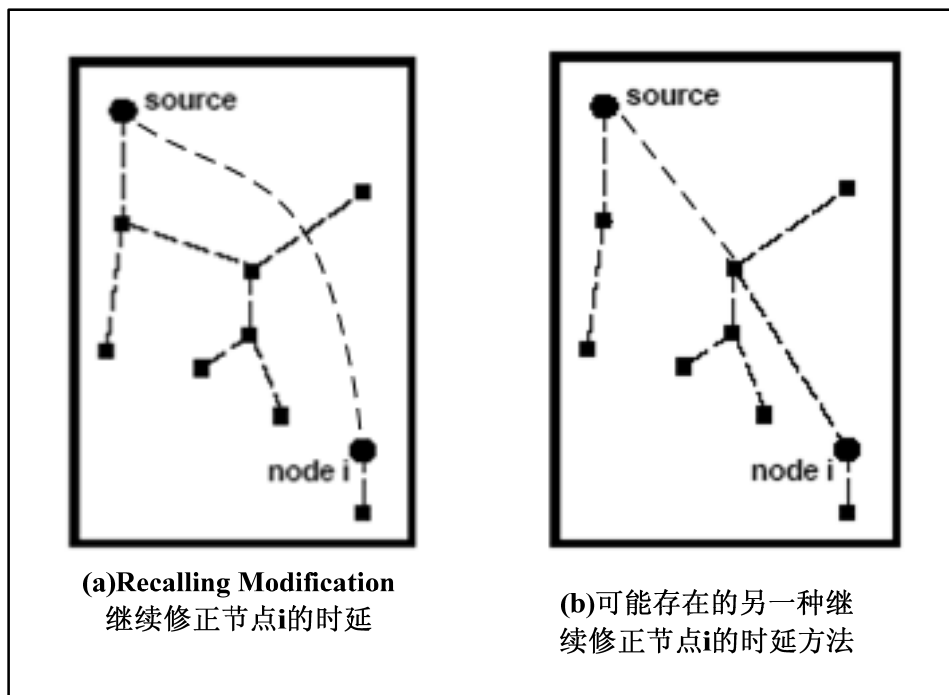 source
node i
source
node i
(a)Recalling Modification
继续修正节点i的时延
(b)可能存在的另一种继
续修正节点i的时延方法